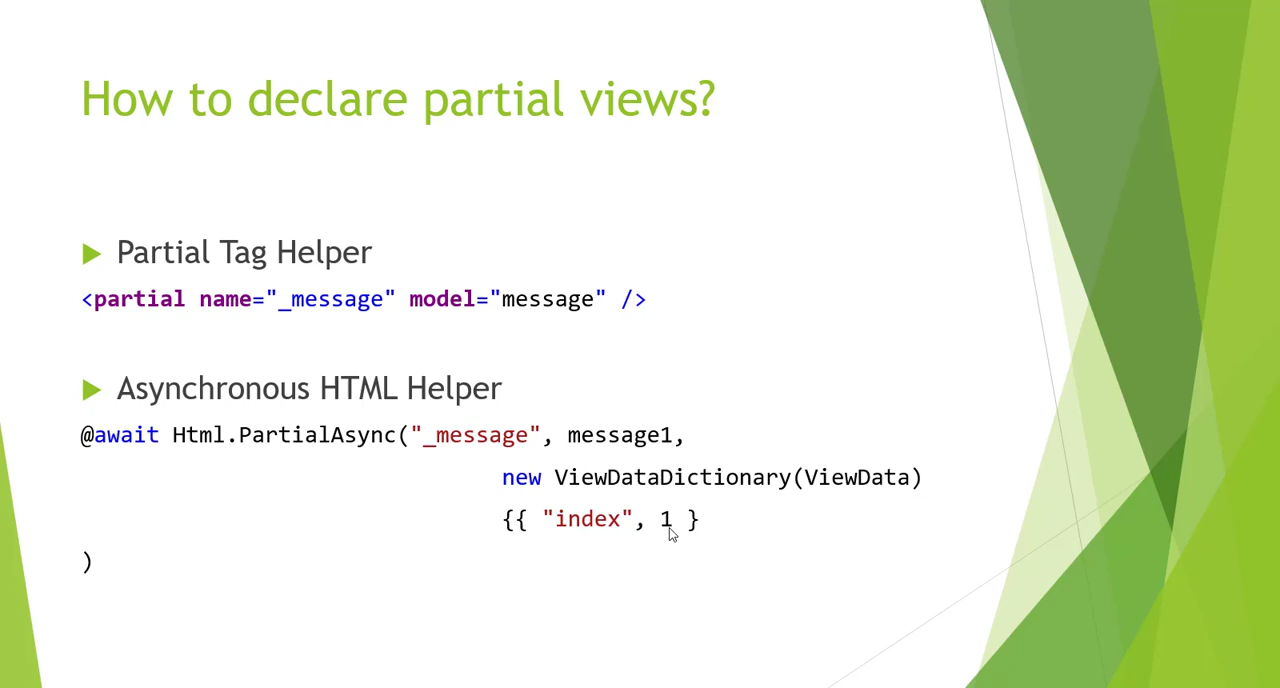 How to declare partial views?
Partial Tag Helper
<partial name="_message" model="message" />
Asynchronous HTML Helper
@await Html.PartialAsync("_message", message1,
new ViewDataDictionary(ViewData)
{{ "index", 1 }
)